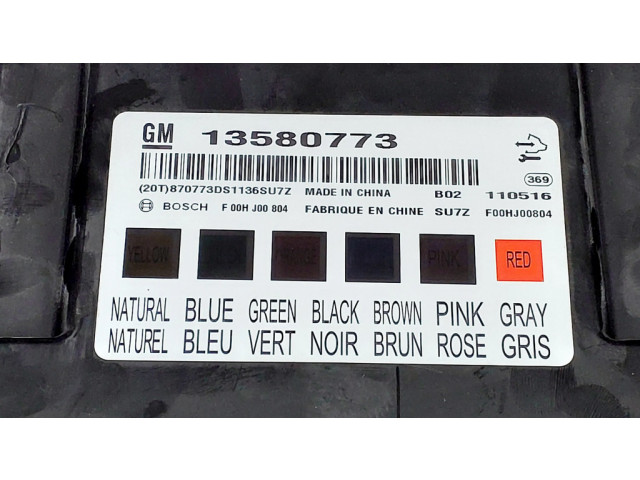 GM 13580773
369
(20T)870773DS1136SU7Z MADE IN CHINA B02 110516
BOSCH F 00H J00 804 FABRIQUE EN CHINE SU7Z F00HJ00804
YELLOW ORANGE PINK RED
NATURAL BLUE GREEN BLACK BROWN PINK GRAY
NATUREL BLEU VERT NOIR BRUN ROSE GRIS